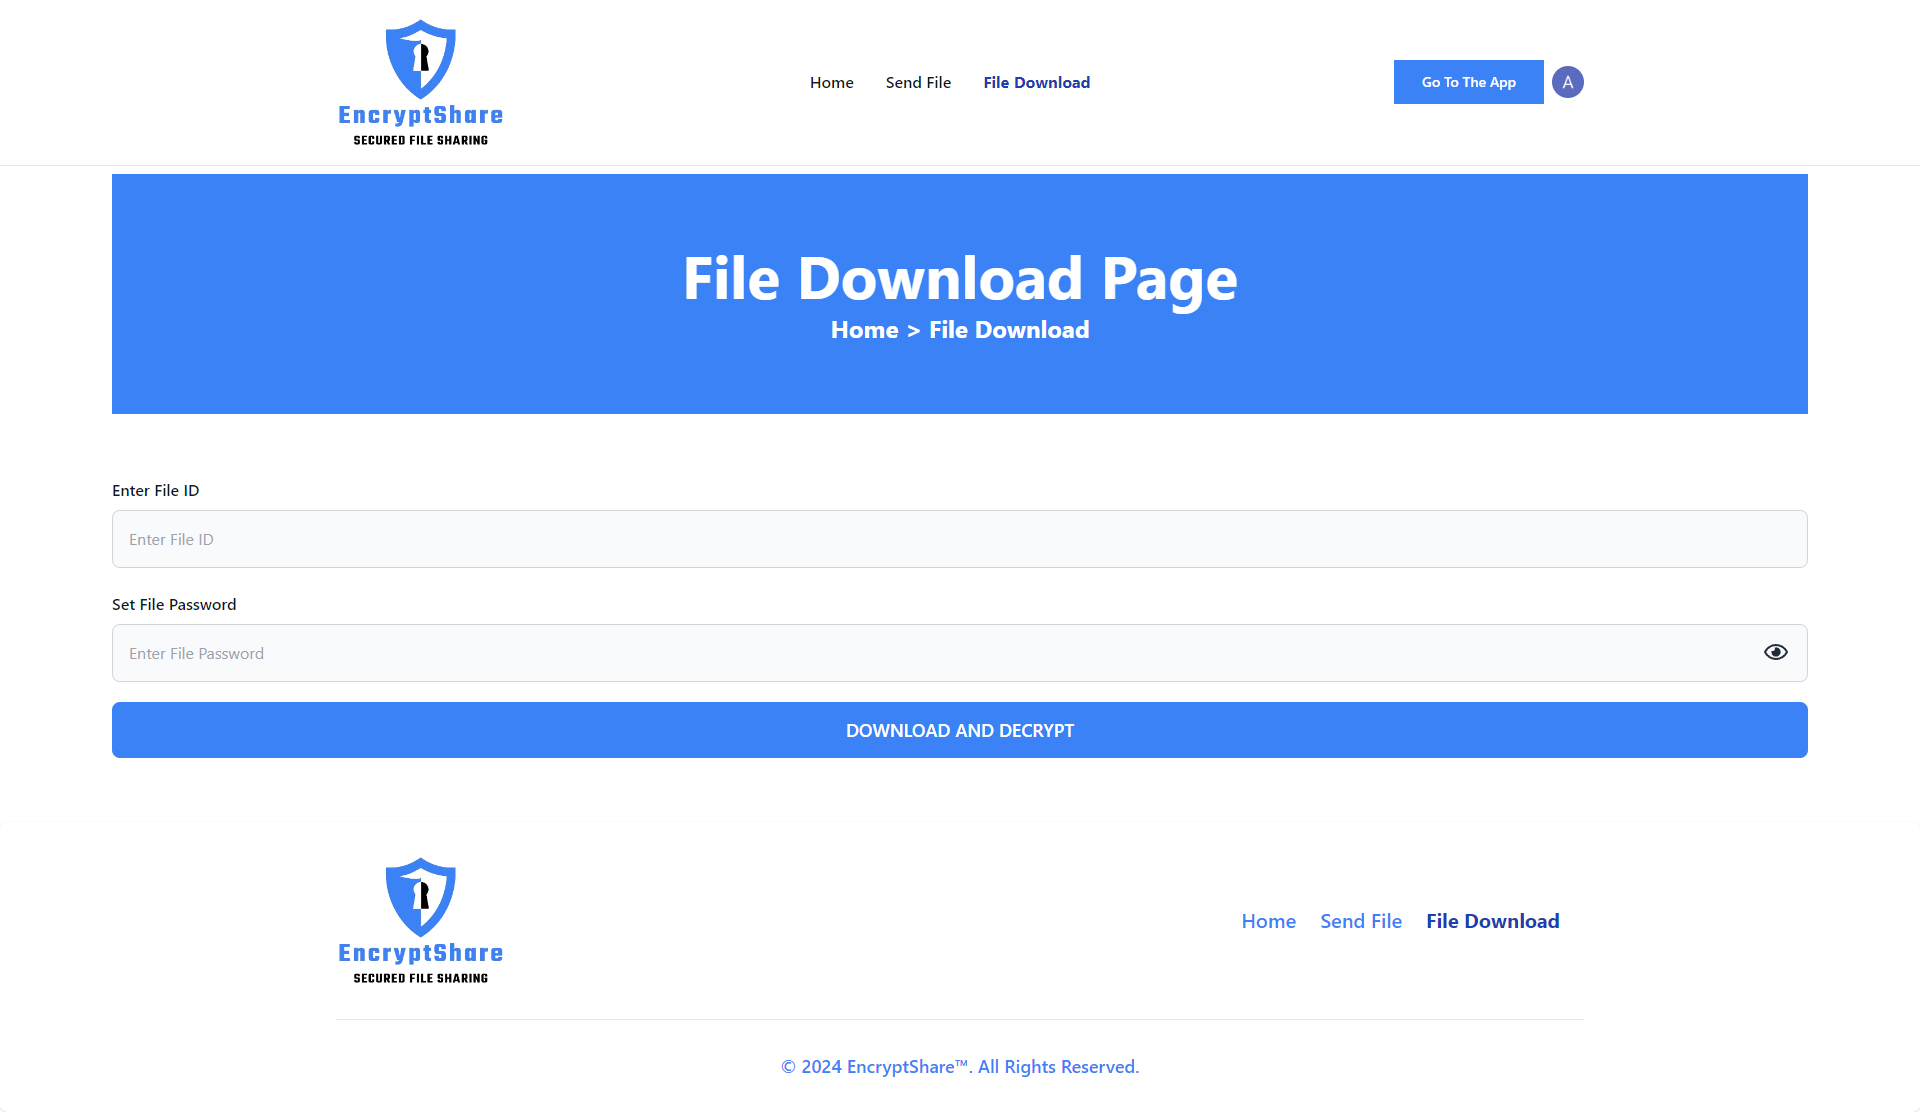 EncryptShare
SECURED FILE SHARING
Home
Send File
File Download
Go To The App
A
File Download Page
Home > File Download
Enter File ID
Enter File ID
Set File Password
Enter File Password
DOWNLOAD AND DECRYPT
EncryptShare
SECURED FILE SHARING
Home
Send File
File Download
© 2024 EncryptShare™. All Rights Reserved.